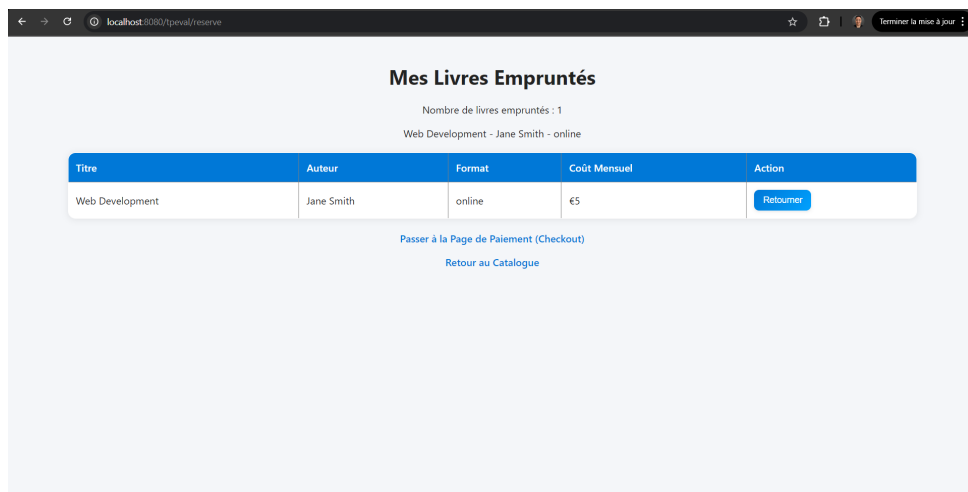 localhost:8080/tpeval/reserve
Terminer la mise à jour
Mes Livres Empruntés
Nombre de livres empruntés : 1
Web Development - Jane Smith - online
Titre Auteur Format Coût Mensuel Action
Web Development Jane Smith online €5 Retourner
Passer à la Page de Paiement (Checkout)
Retour au Catalogue